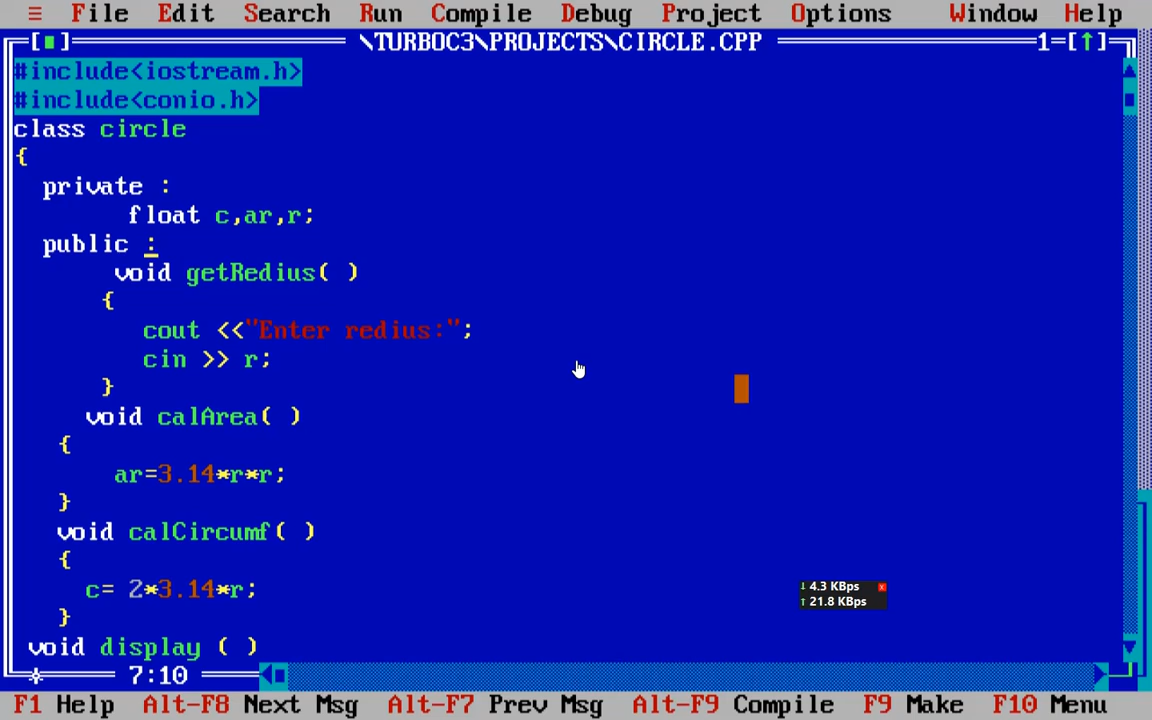 ≡ File Edit Search Run Compile Debug Project Options Window Help
[■] \TURBOC3\PROJECTS\CIRCLE.CPP 1=[↑]
#include<iostream.h>
#include<conio.h>
class circle
{
private :
float c,ar,r;
public :
void getRedius( )
{
cout <<"Enter redius:";
cin >> r;
}
void calArea( )
{
ar=3.14*r*r;
}
void calCircumf( )
{
c= 2*3.14*r;
}
void display ( )
↓ 4.3 KBps x
↑ 21.8 KBps
7:10
F1 Help Alt-F8 Next Msg Alt-F7 Prev Msg Alt-F9 Compile F9 Make F10 Menu